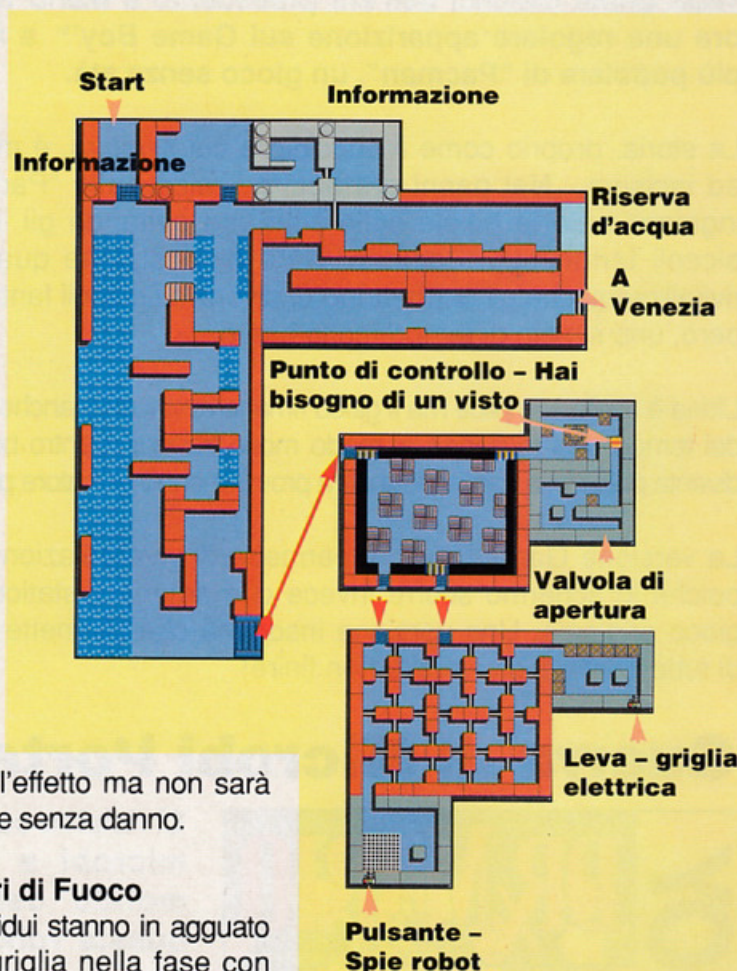 Start
Informazione
Informazione
Riserva
d'acqua
A
Venezia
Punto di controllo – Hai
bisogno di un visto
Valvola di
apertura
Leva – griglia
elettrica
l'effetto ma non sarà
e senza danno.
ri di Fuoco
idui stanno in agguato
griglia nella fase con
Pulsante –
Spie robot